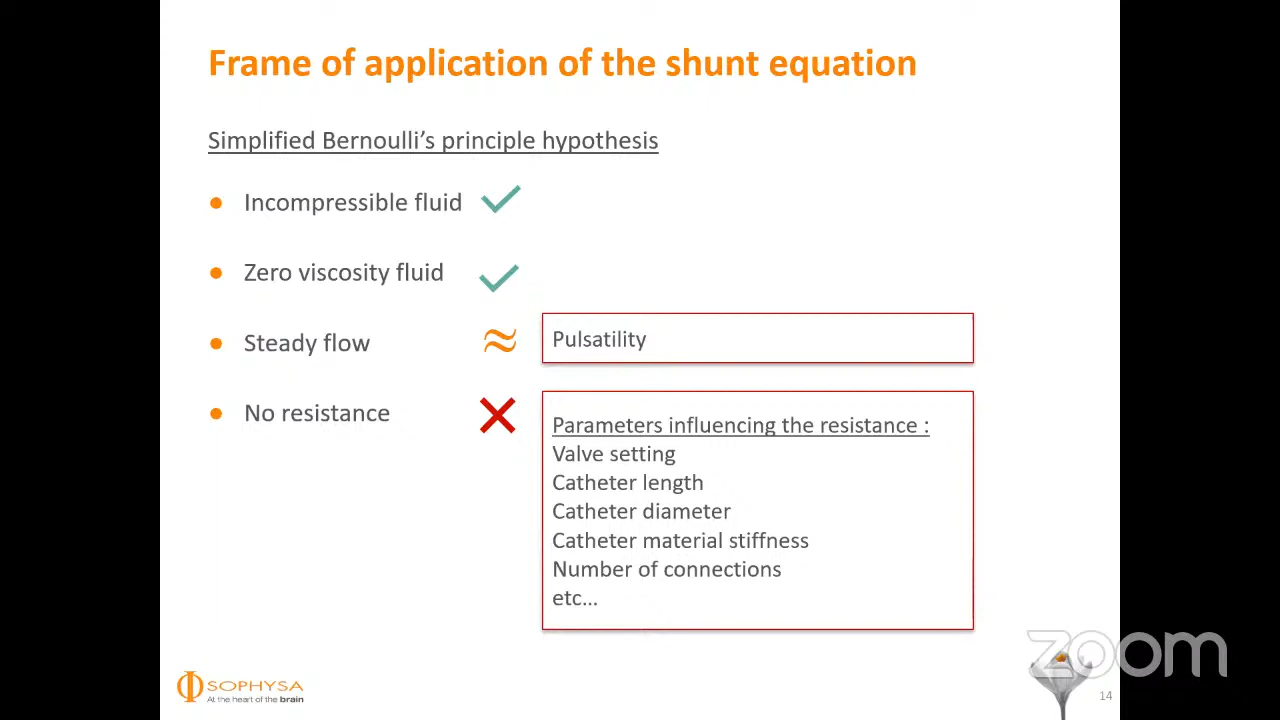 Frame of application of the shunt equation
Simplified Bernoulli's principle hypothesis
Incompressible fluid
Zero viscosity fluid
Steady flow
Pulsatility
No resistance
Parameters influencing the resistance :
Valve setting
Catheter length
Catheter diameter
Catheter material stiffness
Number of connections
etc...
SOPHYSA
At the heart of the brain
zoom
14